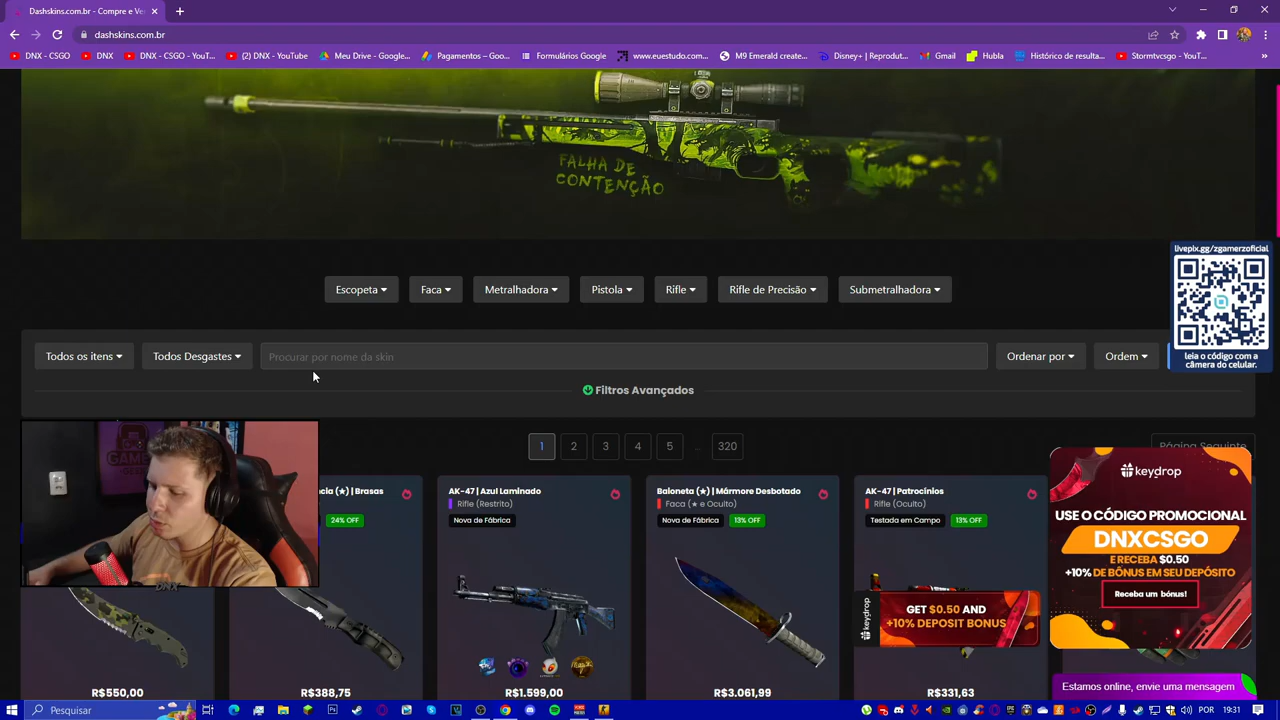 Dashskins.com.br - Compre e Ve
dashskins.com.br
DNX - CSGO
DNX
DNX - CSGO - YouT...
(2) DNX - YouTube
Meu Drive - Google...
Pagamentos – Goog...
Formulários Google
www.euestudo.com...
M9 Emerald create...
Disney+ | Reprodut...
Gmail
Hubla
Histórico de resulta...
Stormtvcsgo - YouT...
»
FALHA DE
CONTENÇÃO
livepix.gg/zgamerzoficial
leia o código com a
câmera do celular.
Escopeta
Faca
Metralhadora
Pistola
Rifle
Rifle de Precisão
Submetralhadora
Todos os itens
Todos Desgastes
Procurar por nome da skin
Ordenar por
Ordem
Filtros Avançados
1 2 3 4 5 ... 320
Página Seguinte
cia (★) | Brasas
24% OFF
AK-47 | Azul Laminado
Rifle (Restrito)
Nova de Fábrica
Baioneta (★) | Mármore Desbotado
Faca (★ e Oculto)
Nova de Fábrica
13% OFF
AK-47 | Patrocínios
Rifle (Oculto)
Testada em Campo
13% OFF
keydrop
USE O CÓDIGO PROMOCIONAL
DNXCSGO
E RECEBA $0.50
+10% DE BÔNUS EM SEU DEPÓSITO
Receba um bónus!
keydrop
GET $0.50 AND
+10% DEPOSIT BONUS
DNX
R$550,00
R$388,75
R$1.599,00
R$3.061,99
R$331,63
Estamos online, envie uma mensagem
Pesquisar
POR
19:31